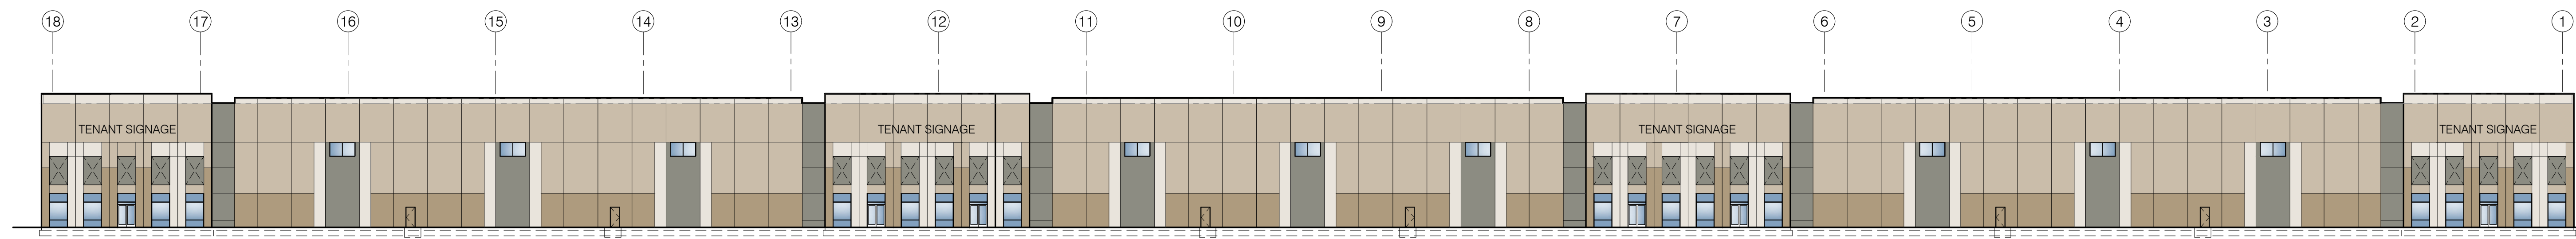 18 17 16 15 14 13 12 11 10 9 8 7 6 5 4 3 2 1
TENANT SIGNAGE TENANT SIGNAGE TENANT SIGNAGE TENANT SIGNAGE